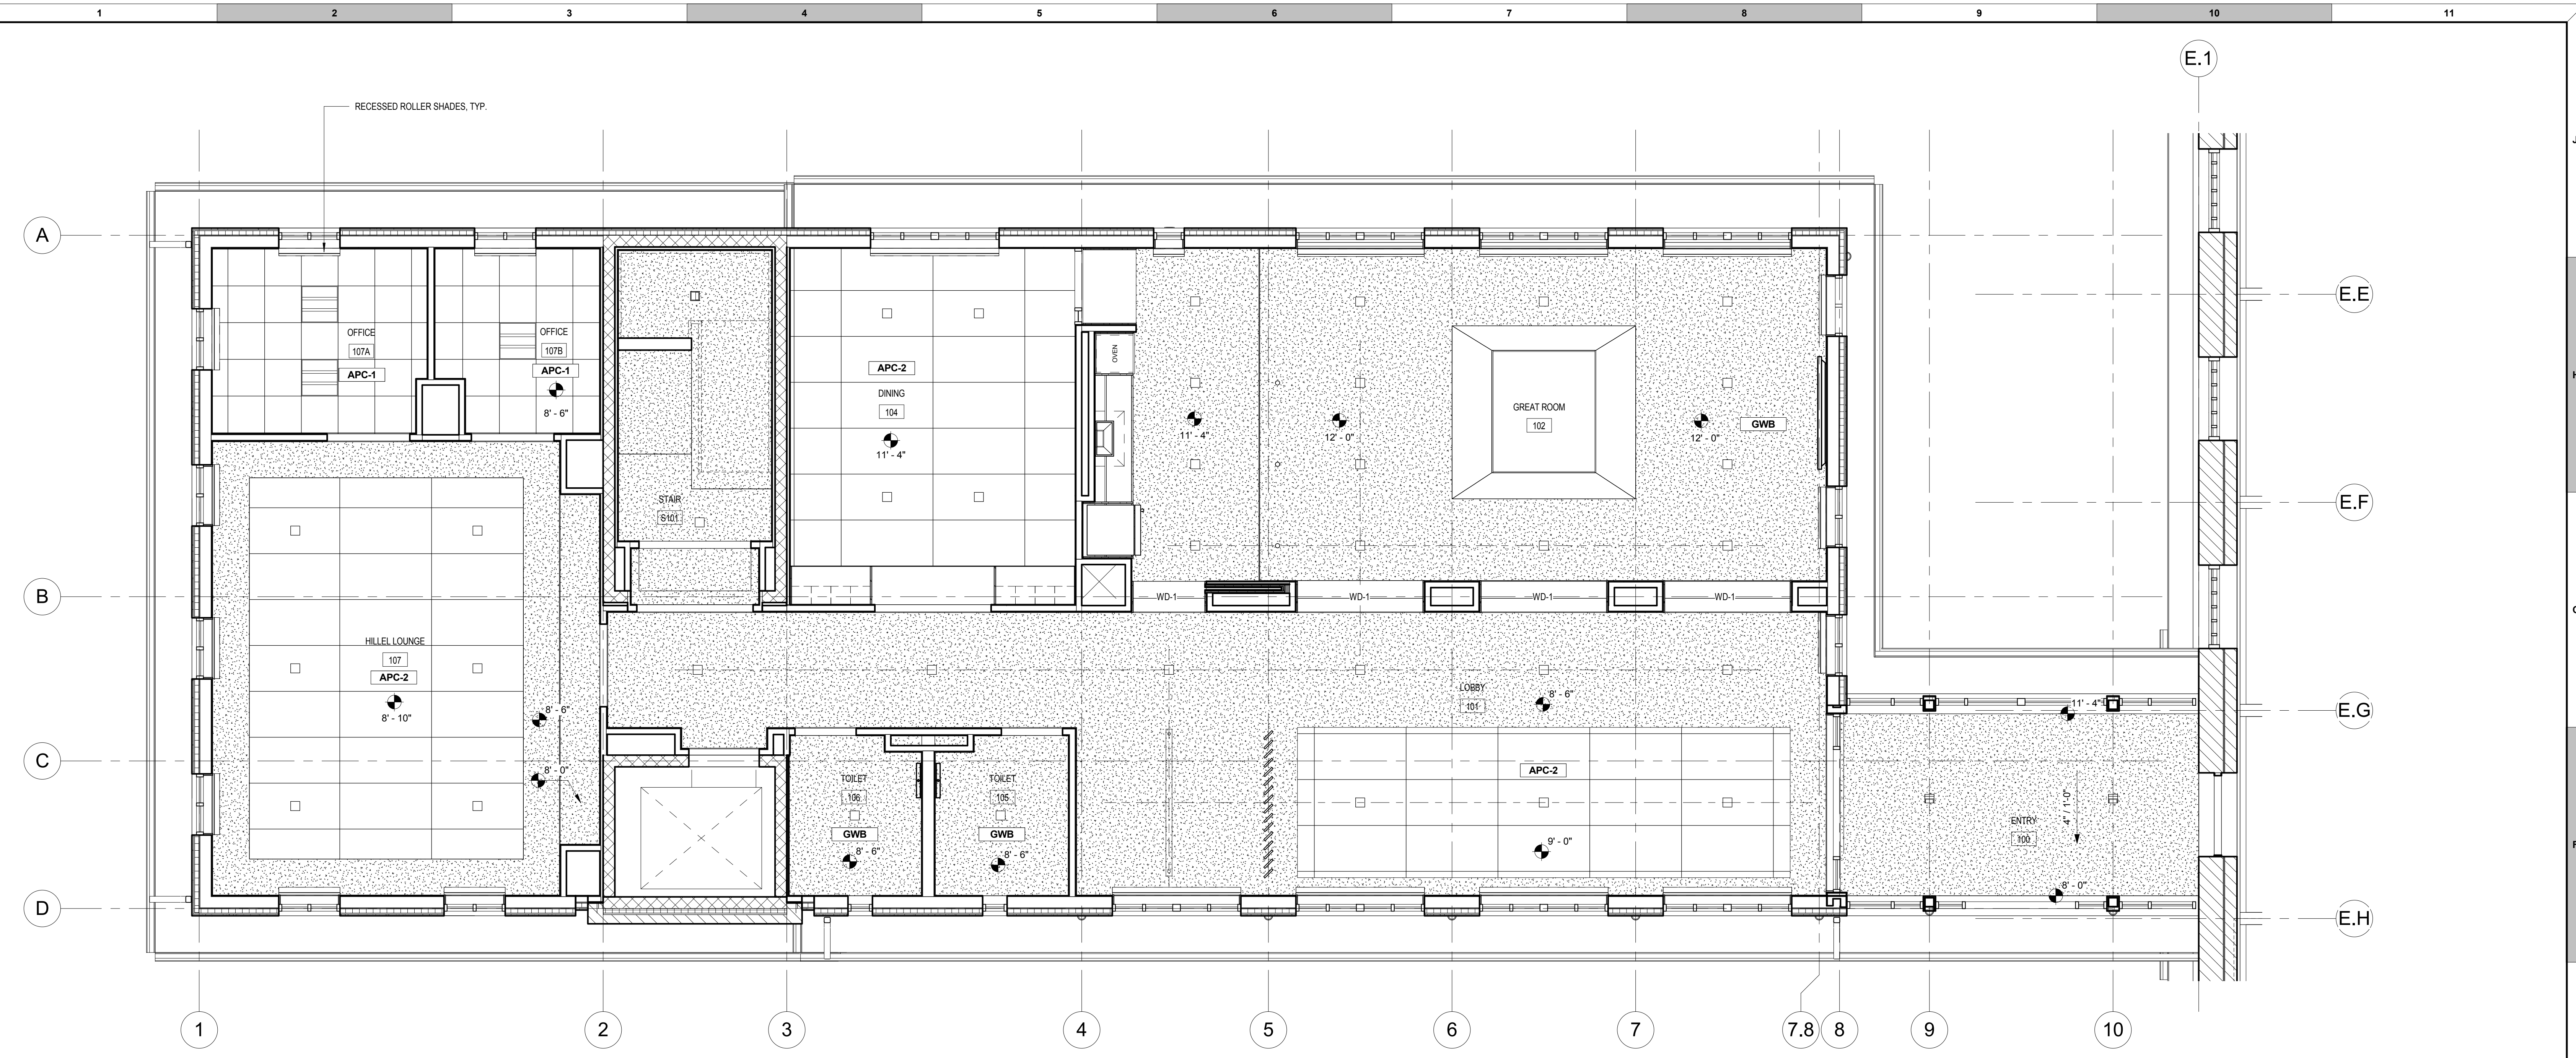 1 2 3 4 5 6 7 8 9 10 11
E.1
J
RECESSED ROLLER SHADES, TYP.
A
E.E
OFFICE
107A
APC-1
OFFICE
107B
APC-1
8' - 6"
OVEN
APC-2
DINING
104
11' - 4"
11' - 4"
12' - 0"
GREAT ROOM
102
12' - 0"
GWB
H
STAIR
S101
E.F
B
WD-1
WD-1
WD-1
WD-1
HILLEL LOUNGE
107
APC-2
8' - 10"
8' - 6"
8' - 0"
LOBBY
101
8' - 6"
11' - 4"
E.G
C
TOILET
106
GWB
8' - 6"
TOILET
105
GWB
8' - 6"
APC-2
9' - 0"
4" / 1'-0"
ENTRY
100
8' - 0"
F
D
E.H
1 2 3 4 5 6 7 7.8 8 9 10